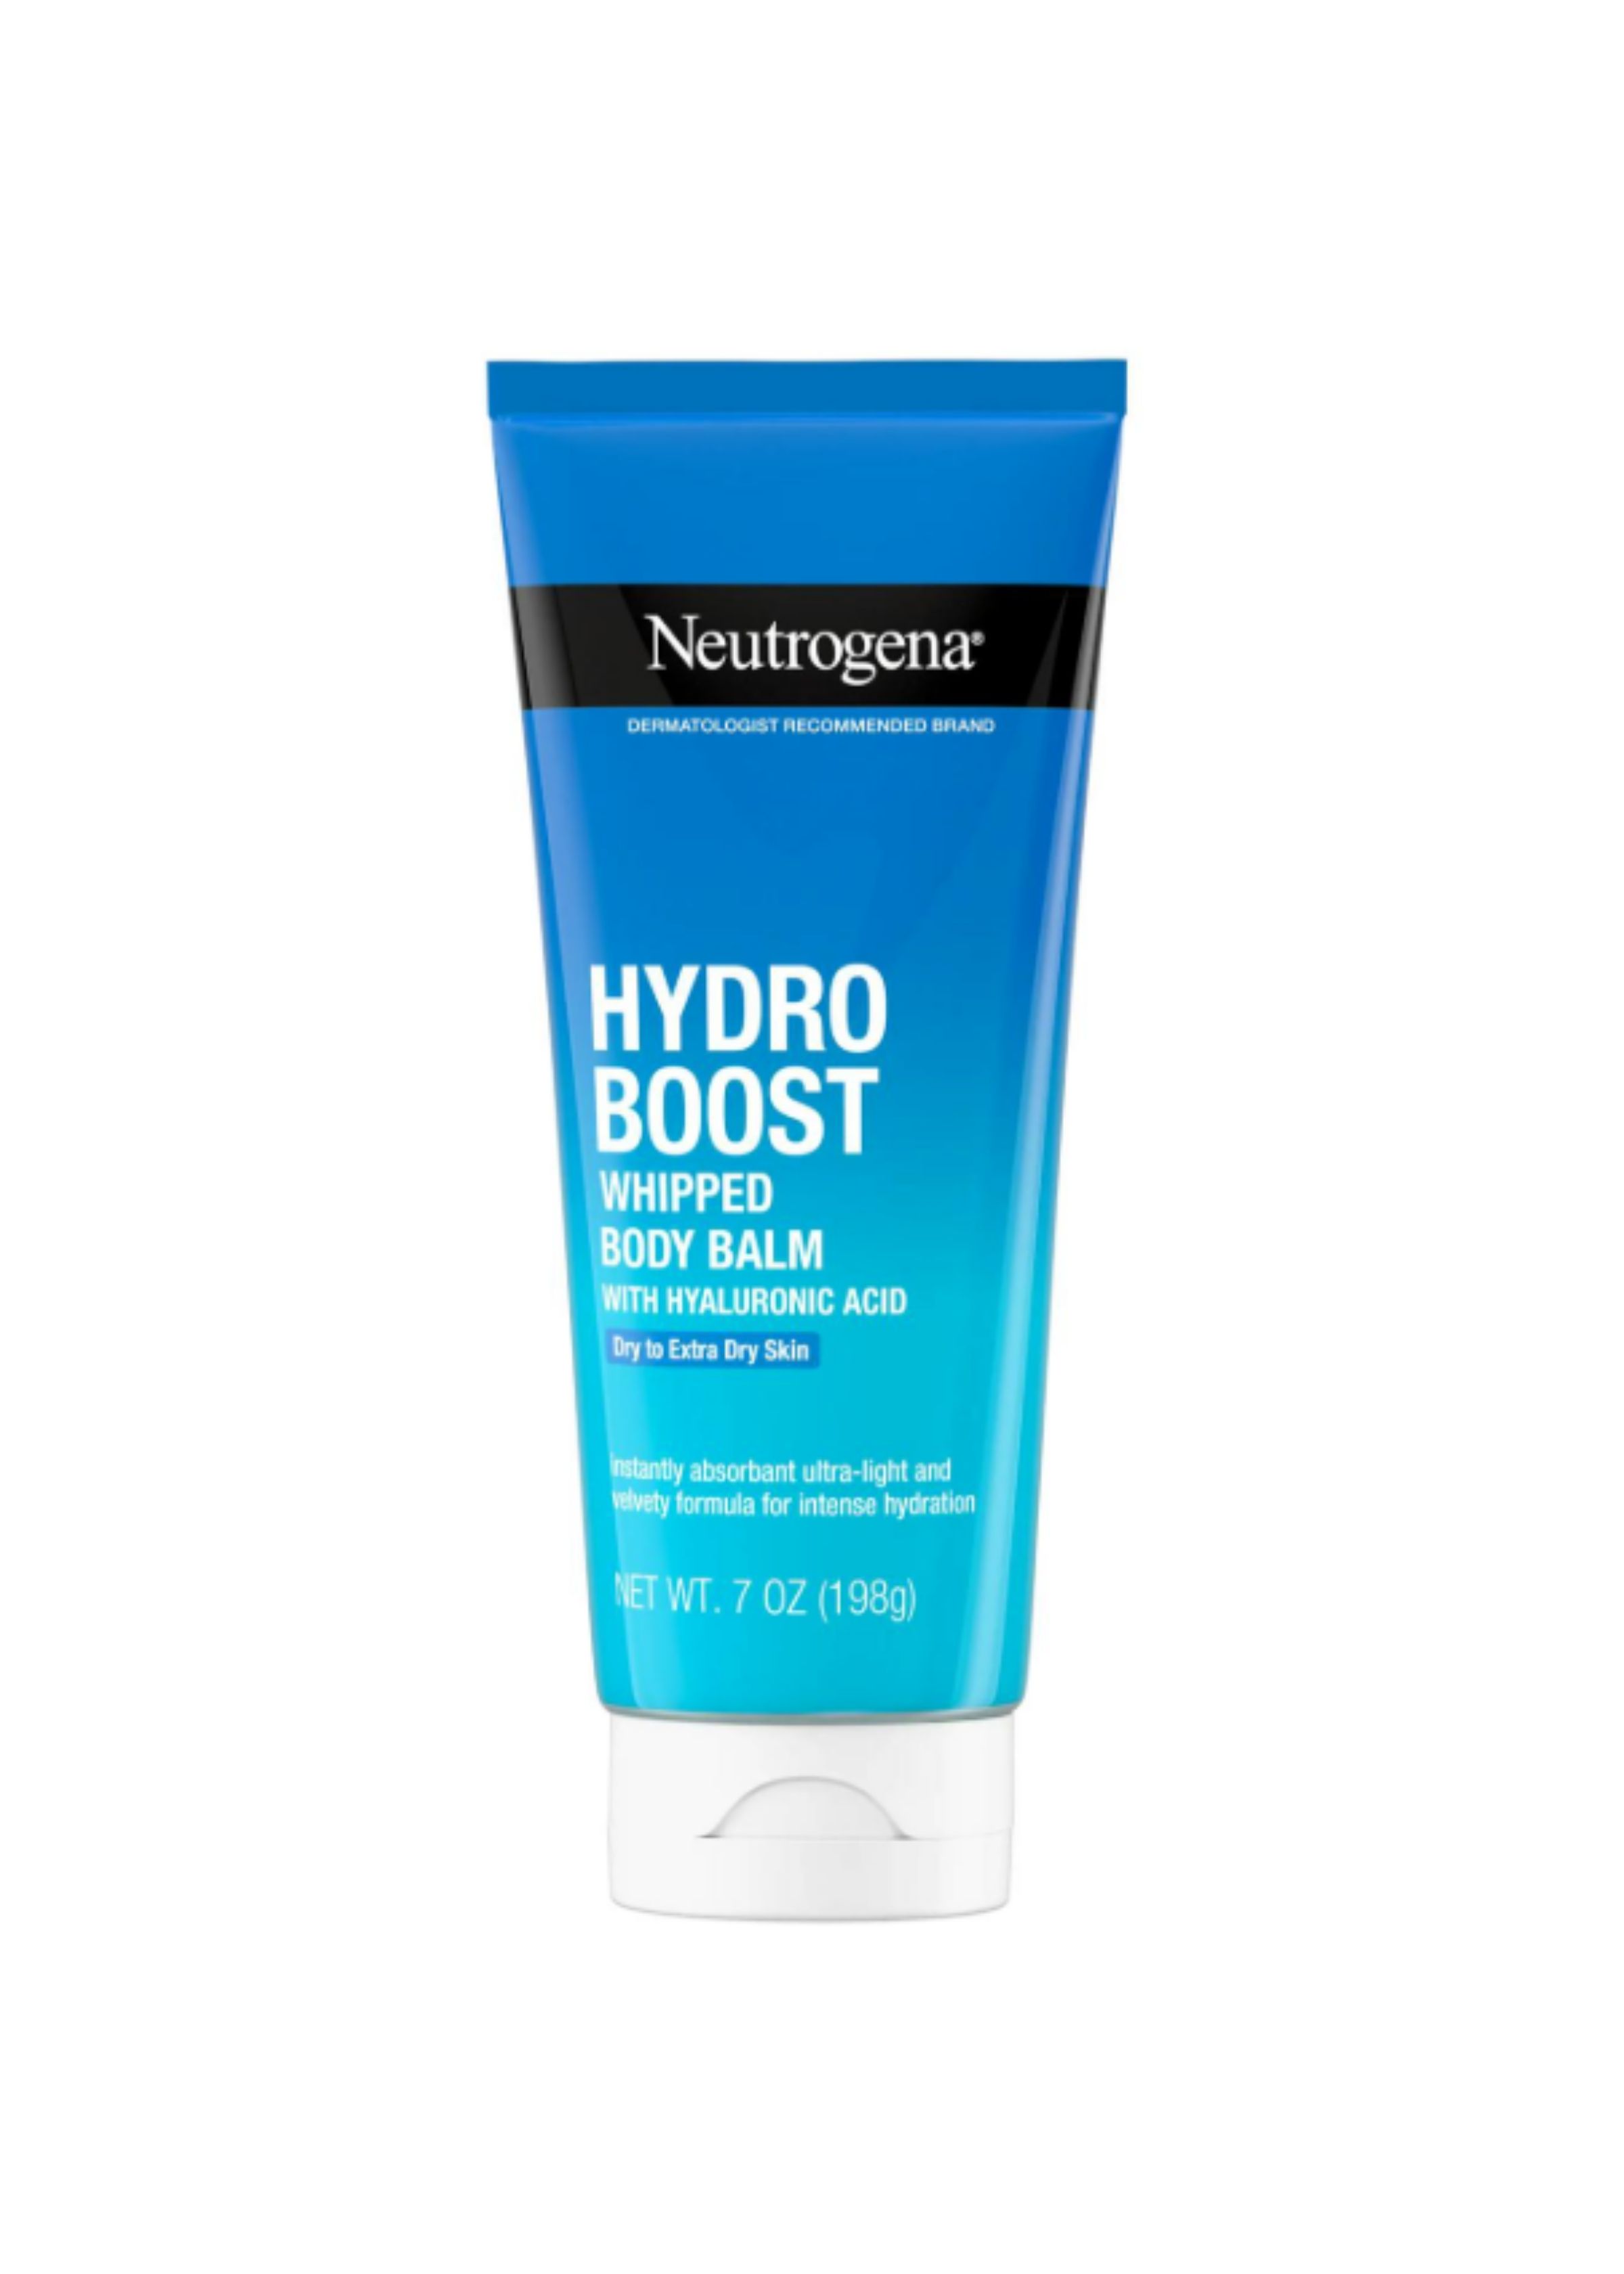 Neutrogena®
DERMATOLOGIST RECOMMENDED BRAND
HYDRO
BOOST
WHIPPED
BODY BALM
WITH HYALURONIC ACID
Dry to Extra Dry Skin
instantly absorbant ultra-light and
velvety formula for intense hydration
NET WT. 7 OZ (198g)